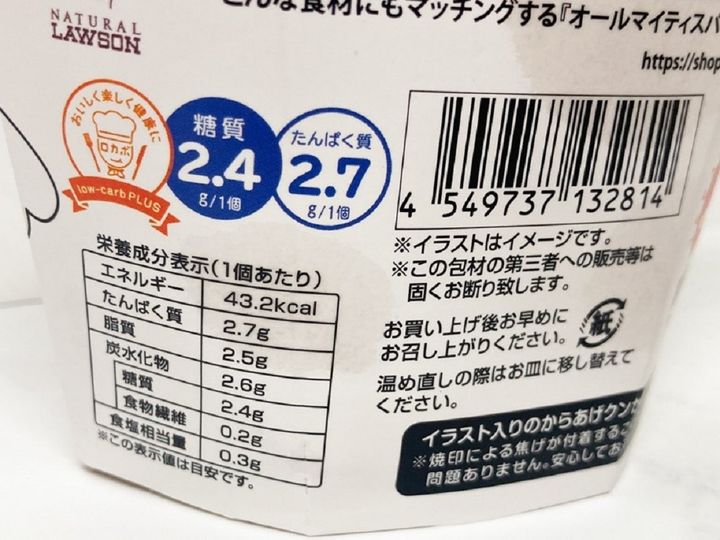 NATURAL
LAWSON
こんな食材にもマッチングする『オールマイティスパ
https://shop
おいしく楽しく健康に
ロカボ
low-carb PLUS
糖質
2.4
g/1個
たんぱく質
2.7
g/1個
4 549737 132814
※イラストはイメージです。
※この包材の第三者への販売等は
固くお断り致します。
お買い上げ後お早めに
お召し上がりください。
紙
温め直しの際はお皿に移し替えて
ください。
イラスト入りのからあげクンが
※焼印による焦げが付着するこ
問題ありません。安心してお
栄養成分表示(1個あたり)
エネルギー 43.2kcal
たんぱく質 2.7g
脂質 2.5g
炭水化物 2.6g
糖質 2.4g
食物繊維 0.2g
食塩相当量 0.3g
※この表示値は目安です。